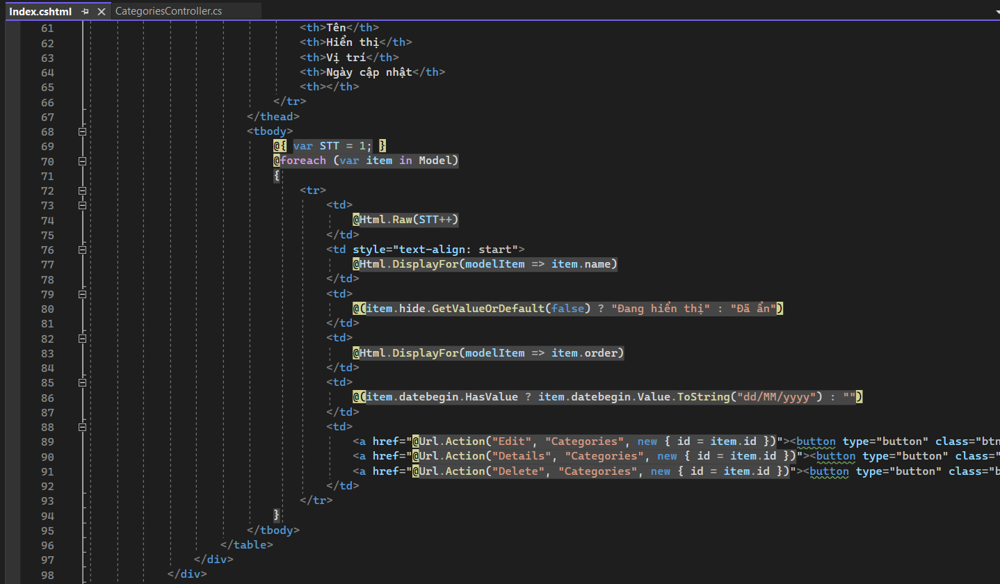 Index.cshtml CategoriesController.cs
61 <th>Tên</th>
62 <th>Hiển thị</th>
63 <th>Vị trí</th>
64 <th>Ngày cập nhật</th>
65 <th></th>
66 </tr>
67 </thead>
68 <tbody>
69 @{ var STT = 1; }
70 @foreach (var item in Model)
71 {
72 <tr>
73 <td>
74 @Html.Raw(STT++)
75 </td>
76 <td style="text-align: start">
77 @Html.DisplayFor(modelItem => item.name)
78 </td>
79 <td>
80 @(item.hide.GetValueOrDefault(false) ? "Đang hiển thị" : "Đã ẩn")
81 </td>
82 <td>
83 @Html.DisplayFor(modelItem => item.order)
84 </td>
85 <td>
86 @(item.datebegin.HasValue ? item.datebegin.Value.ToString("dd/MM/yyyy") : "")
87 </td>
88 <td>
89 <a href="@Url.Action("Edit", "Categories", new { id = item.id })"><button type="button" class="btn
90 <a href="@Url.Action("Details", "Categories", new { id = item.id })"><button type="button" class="
91 <a href="@Url.Action("Delete", "Categories", new { id = item.id })"><button type="button" class="b
92 </td>
93 </tr>
94 }
95 </tbody>
96 </table>
97 </div>
98 </div>